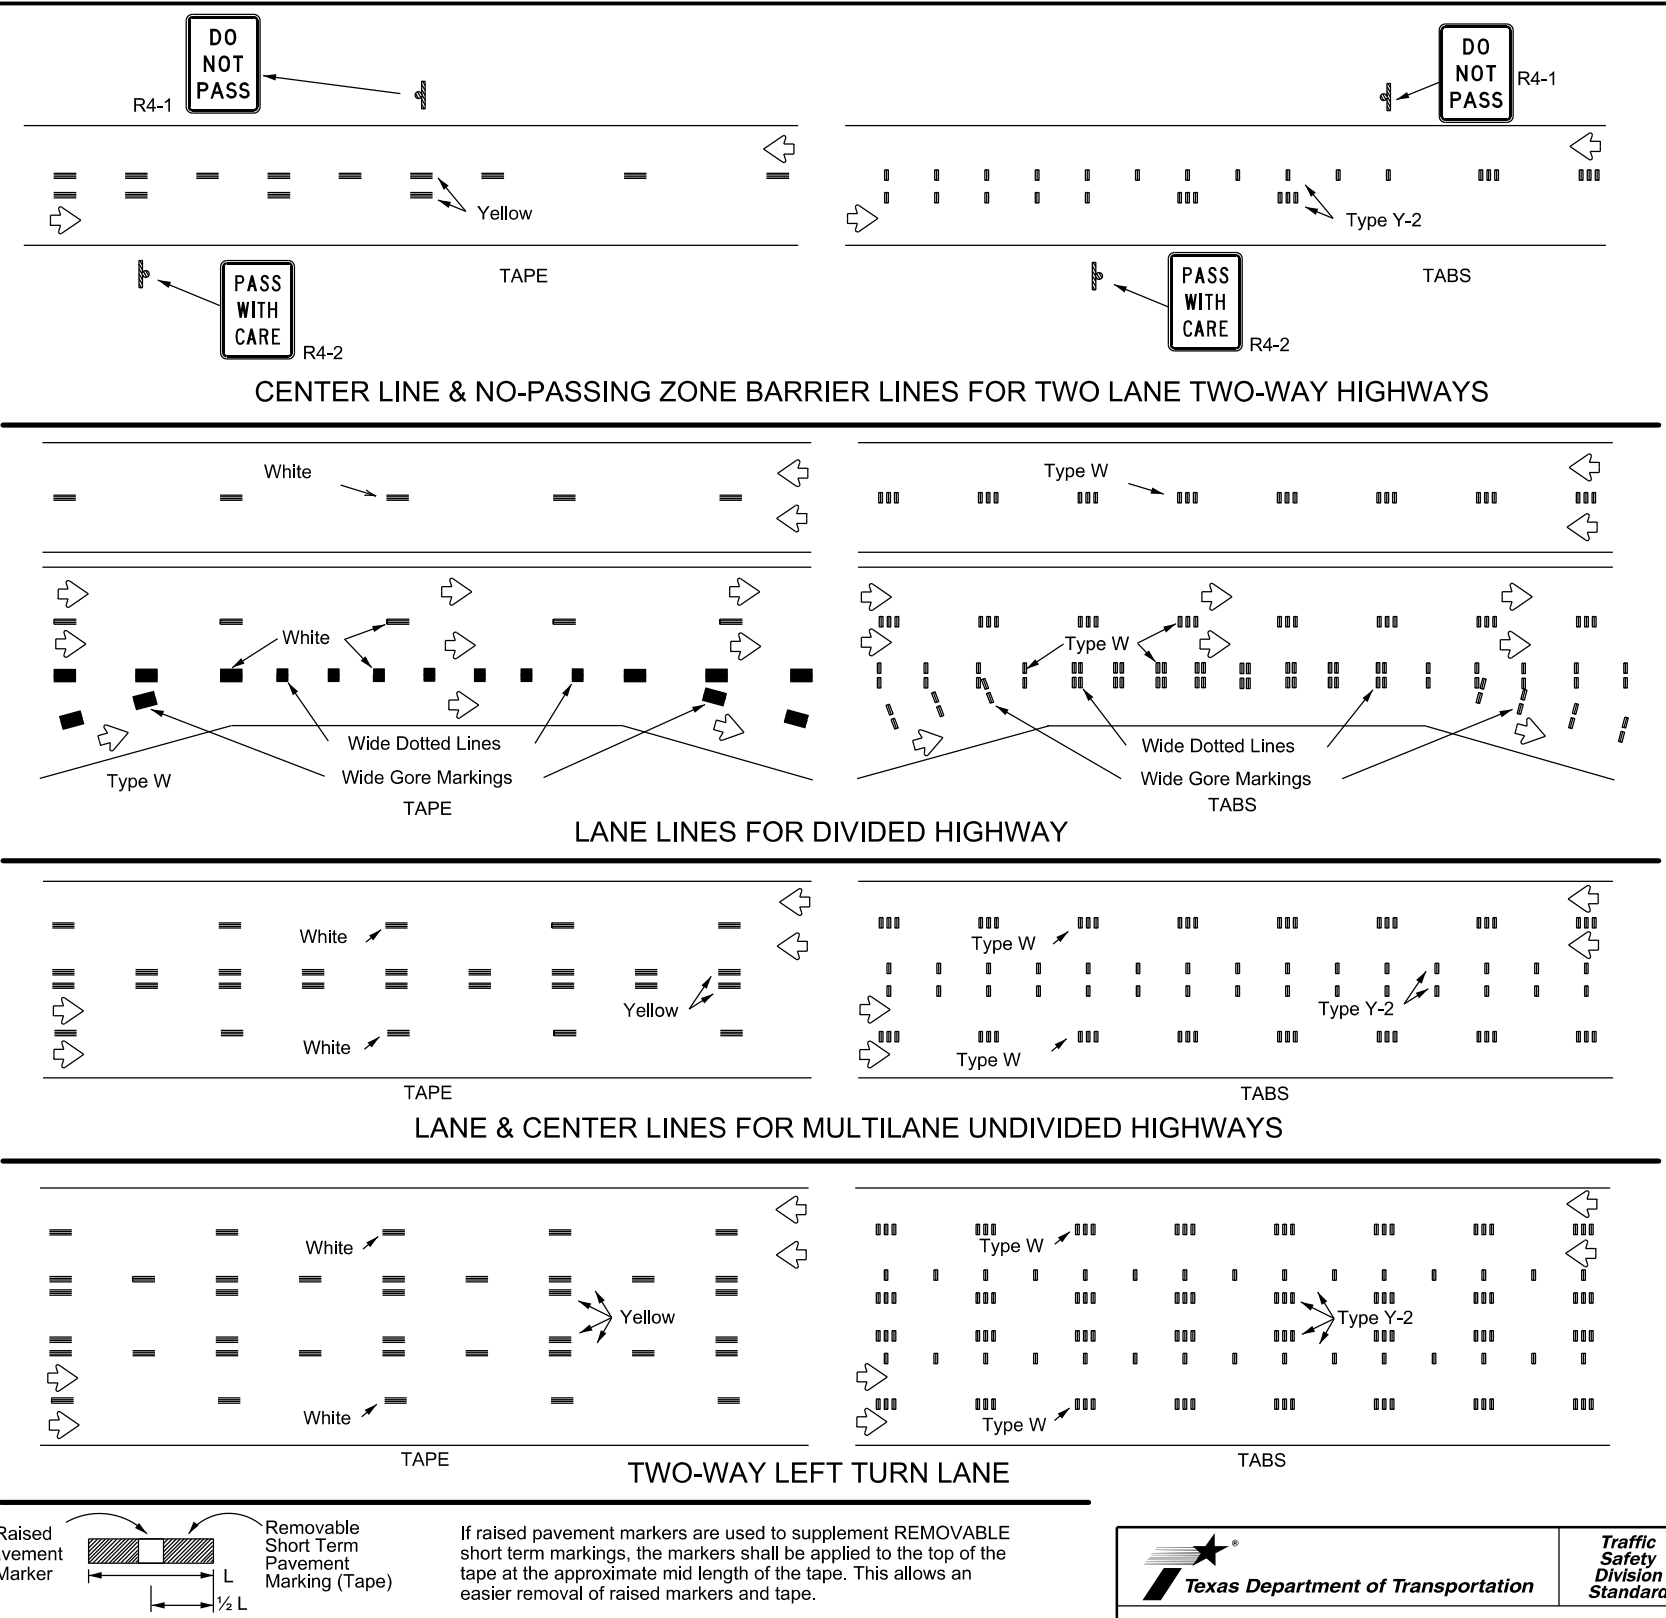 DO
NOT
PASS
R4-1
DO
NOT
PASS
R4-1
Yellow
Type Y-2
TAPE
TABS
PASS
WITH
CARE
R4-2
PASS
WITH
CARE
R4-2
CENTER LINE & NO-PASSING ZONE BARRIER LINES FOR TWO LANE TWO-WAY HIGHWAYS
White
Type W
White
Type W
Wide Dotted Lines
Wide Dotted Lines
Type W
Wide Gore Markings
Wide Gore Markings
TAPE
TABS
LANE LINES FOR DIVIDED HIGHWAY
White
Type W
Yellow
Type Y-2
White
Type W
TAPE
TABS
LANE & CENTER LINES FOR MULTILANE UNDIVIDED HIGHWAYS
White
Type W
Yellow
Type Y-2
White
Type W
TAPE
TABS
TWO-WAY LEFT TURN LANE
Raised
avement
Marker
L
½ L
Removable
Short Term
Pavement
Marking (Tape)
If raised pavement markers are used to supplement REMOVABLE
short term markings, the markers shall be applied to the top of the
tape at the approximate mid length of the tape. This allows an
easier removal of raised markers and tape.
®
Texas Department of Transportation
Traffic
Safety
Division
Standard